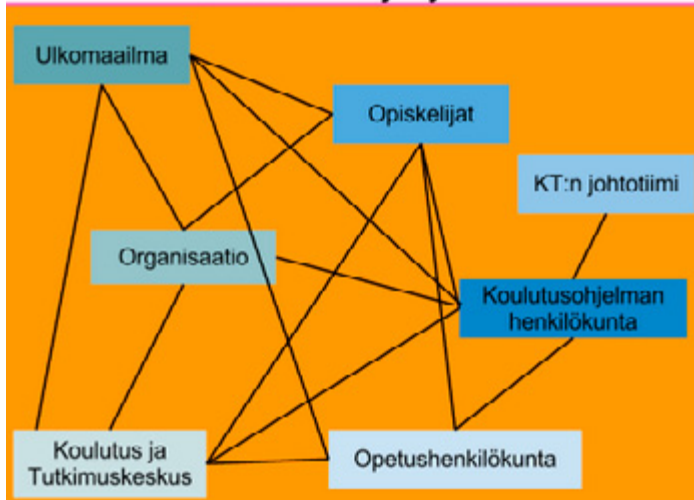 Ulkomaailma
Opiskelijat
KT:n johtotiimi
Organisaatio
Koulutusohjelman
henkilökunta
Koulutus ja
Tutkimuskeskus
Opetushenkilökunta